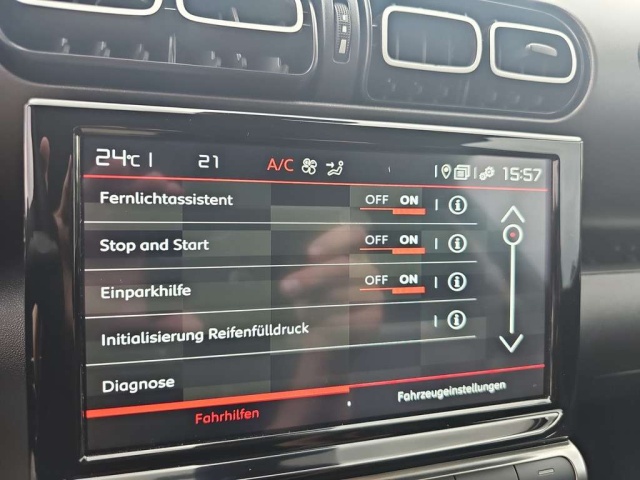 24°C 21 A/C 15:57
Fernlichtassistent OFF ON
Stop and Start OFF ON
Einparkhilfe OFF ON
Initialisierung Reifenfülldruck
Diagnose
Fahrhilfen Fahrzeugeinstellungen